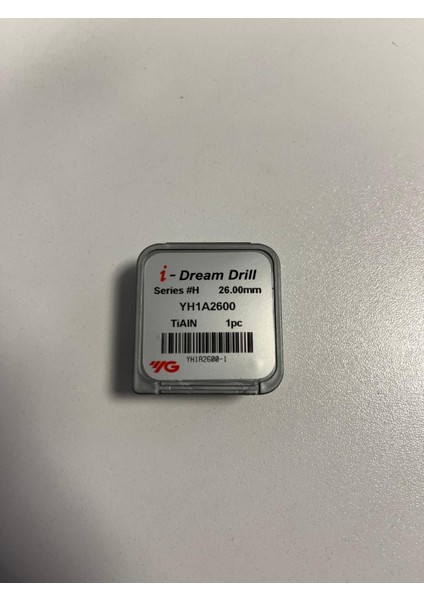 i - Dream Drill
Series #H 26.00mm
YH1A2600
TiAlN 1pc
YH1A2600-1
YG